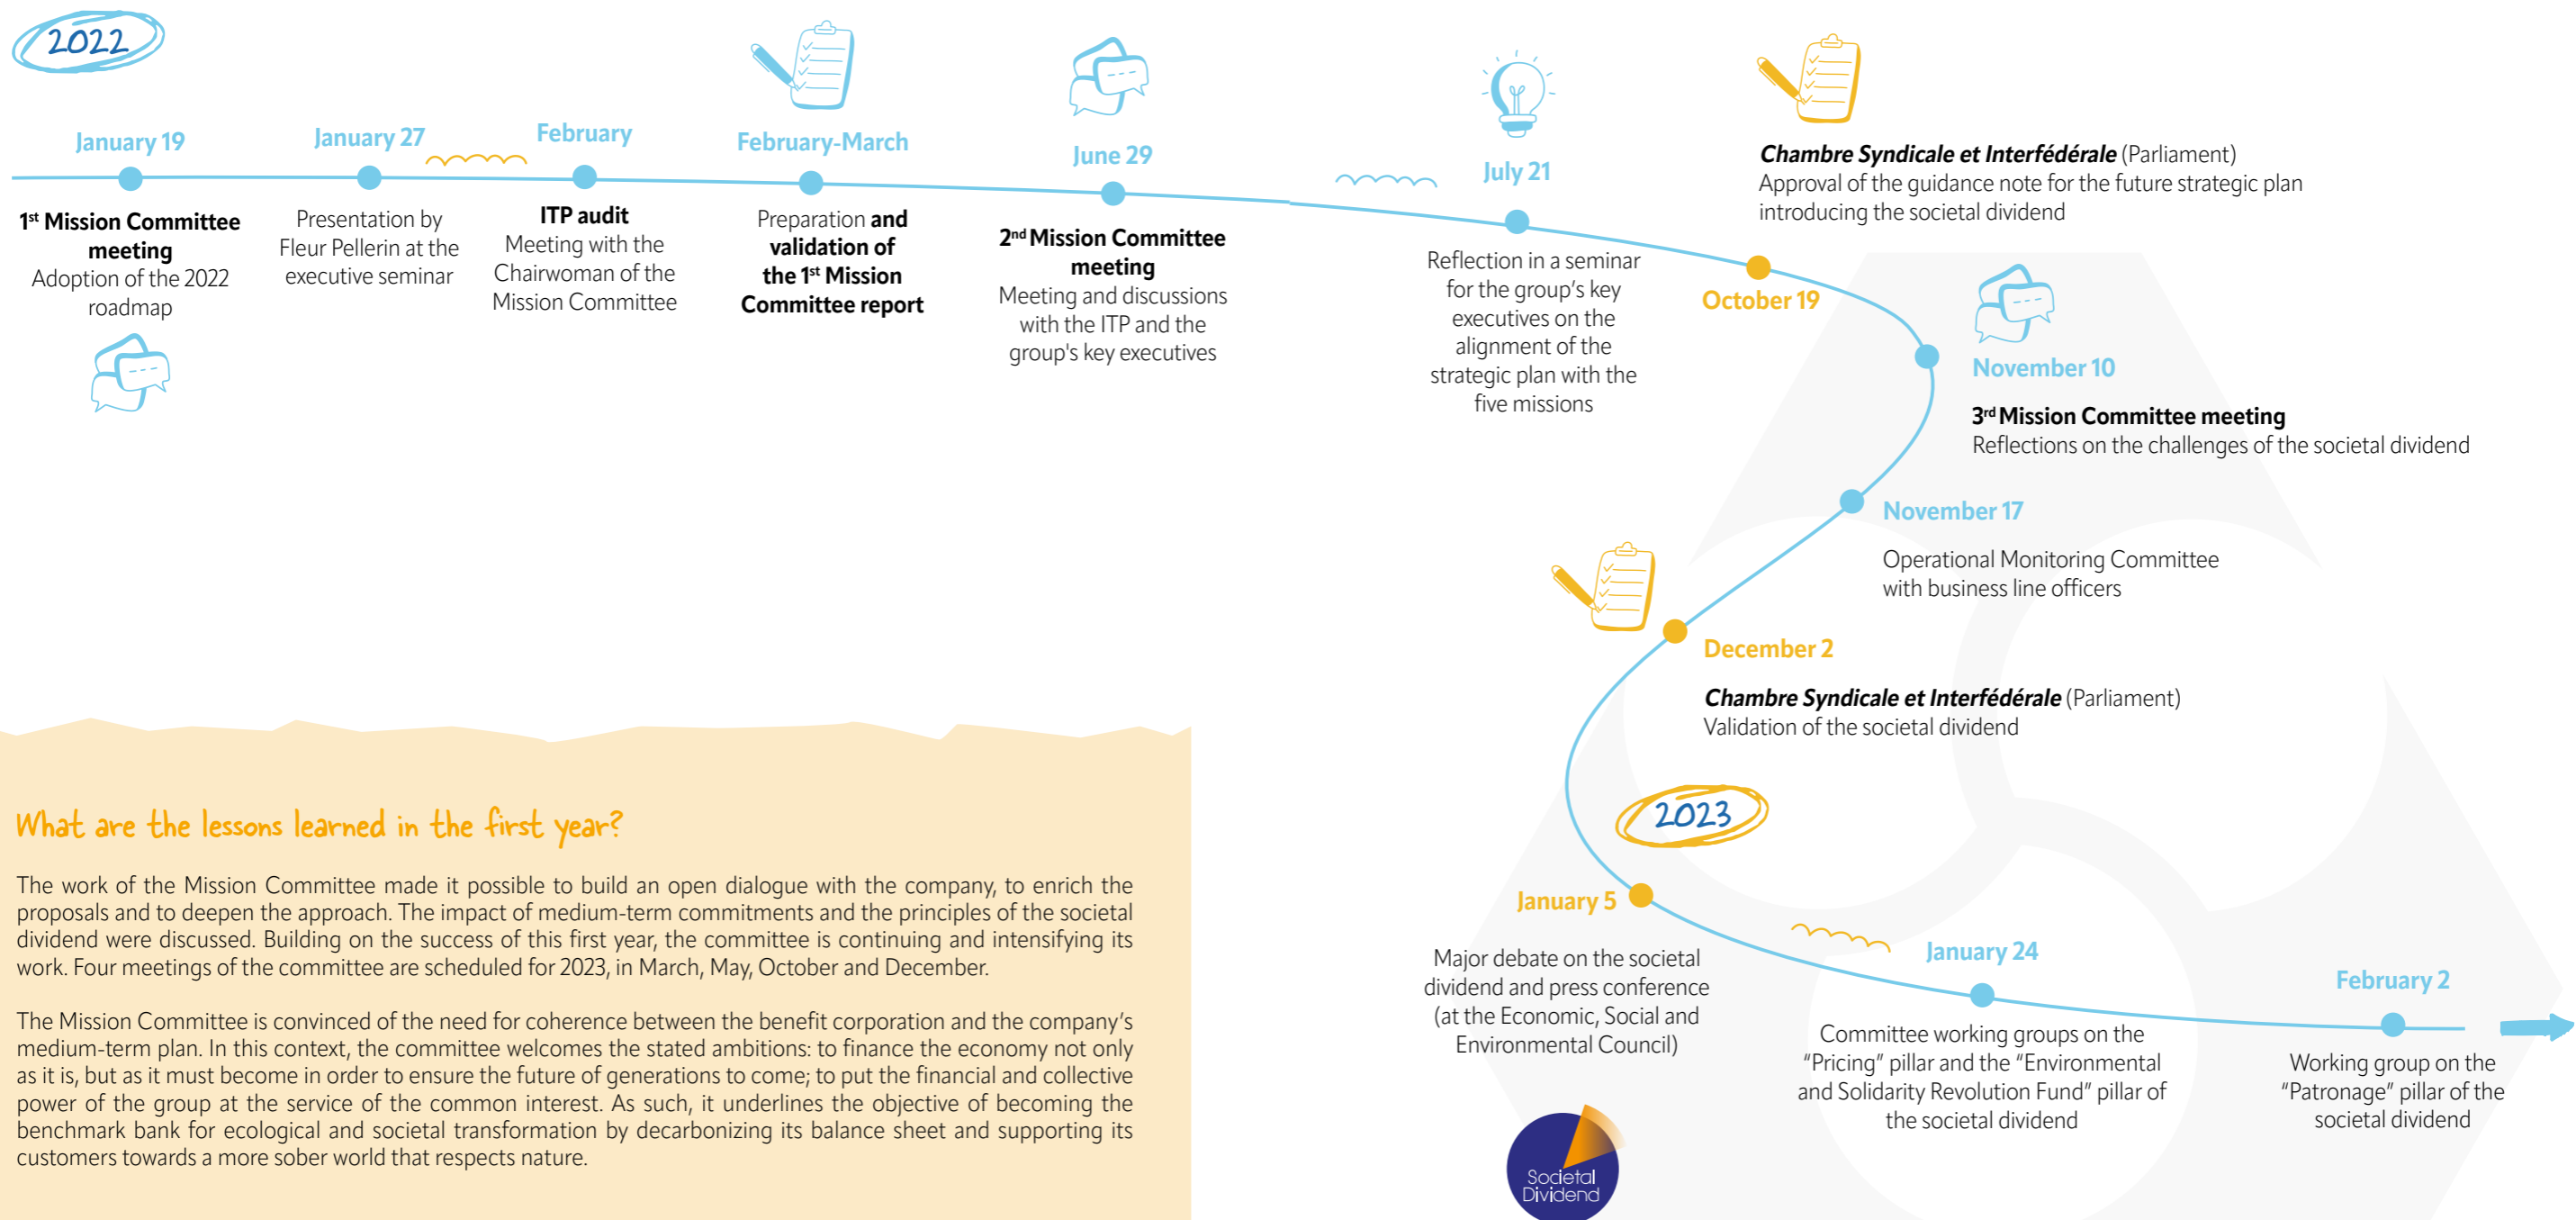 2022
January 19
1st Mission Committee
meeting
Adoption of the 2022
roadmap
January 27
Presentation by
Fleur Pellerin at the
executive seminar
February
ITP audit
Meeting with the
Chairwoman of the
Mission Committee
February-March
Preparation and
validation of
the 1st Mission
Committee report
June 29
2nd Mission Committee
meeting
Meeting and discussions
with the ITP and the
group's key executives
July 21
Reflection in a seminar
for the group's key
executives on the
alignment of the
strategic plan with the
five missions
Chambre Syndicale et Interfédérale (Parliament)
Approval of the guidance note for the future strategic plan
introducing the societal dividend
October 19
November 10
3rd Mission Committee meeting
Reflections on the challenges of the societal dividend
November 17
Operational Monitoring Committee
with business line officers
December 2
Chambre Syndicale et Interfédérale (Parliament)
Validation of the societal dividend
2023
January 5
Major debate on the societal
dividend and press conference
(at the Economic, Social and
Environmental Council)
January 24
Committee working groups on the
"Pricing" pillar and the "Environmental
and Solidarity Revolution Fund" pillar of
the societal dividend
February 2
Working group on the
"Patronage" pillar of the
societal dividend
Societal
Dividend
What are the lessons learned in the first year?
The work of the Mission Committee made it possible to build an open dialogue with the company, to enrich the
proposals and to deepen the approach. The impact of medium-term commitments and the principles of the societal
dividend were discussed. Building on the success of this first year, the committee is continuing and intensifying its
work. Four meetings of the committee are scheduled for 2023, in March, May, October and December.
The Mission Committee is convinced of the need for coherence between the benefit corporation and the company's
medium-term plan. In this context, the committee welcomes the stated ambitions: to finance the economy not only
as it is, but as it must become in order to ensure the future of generations to come; to put the financial and collective
power of the group at the service of the common interest. As such, it underlines the objective of becoming the
benchmark bank for ecological and societal transformation by decarbonizing its balance sheet and supporting its
customers towards a more sober world that respects nature.